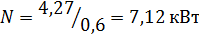 N = 4,27/0,6 = 7,12 кВт